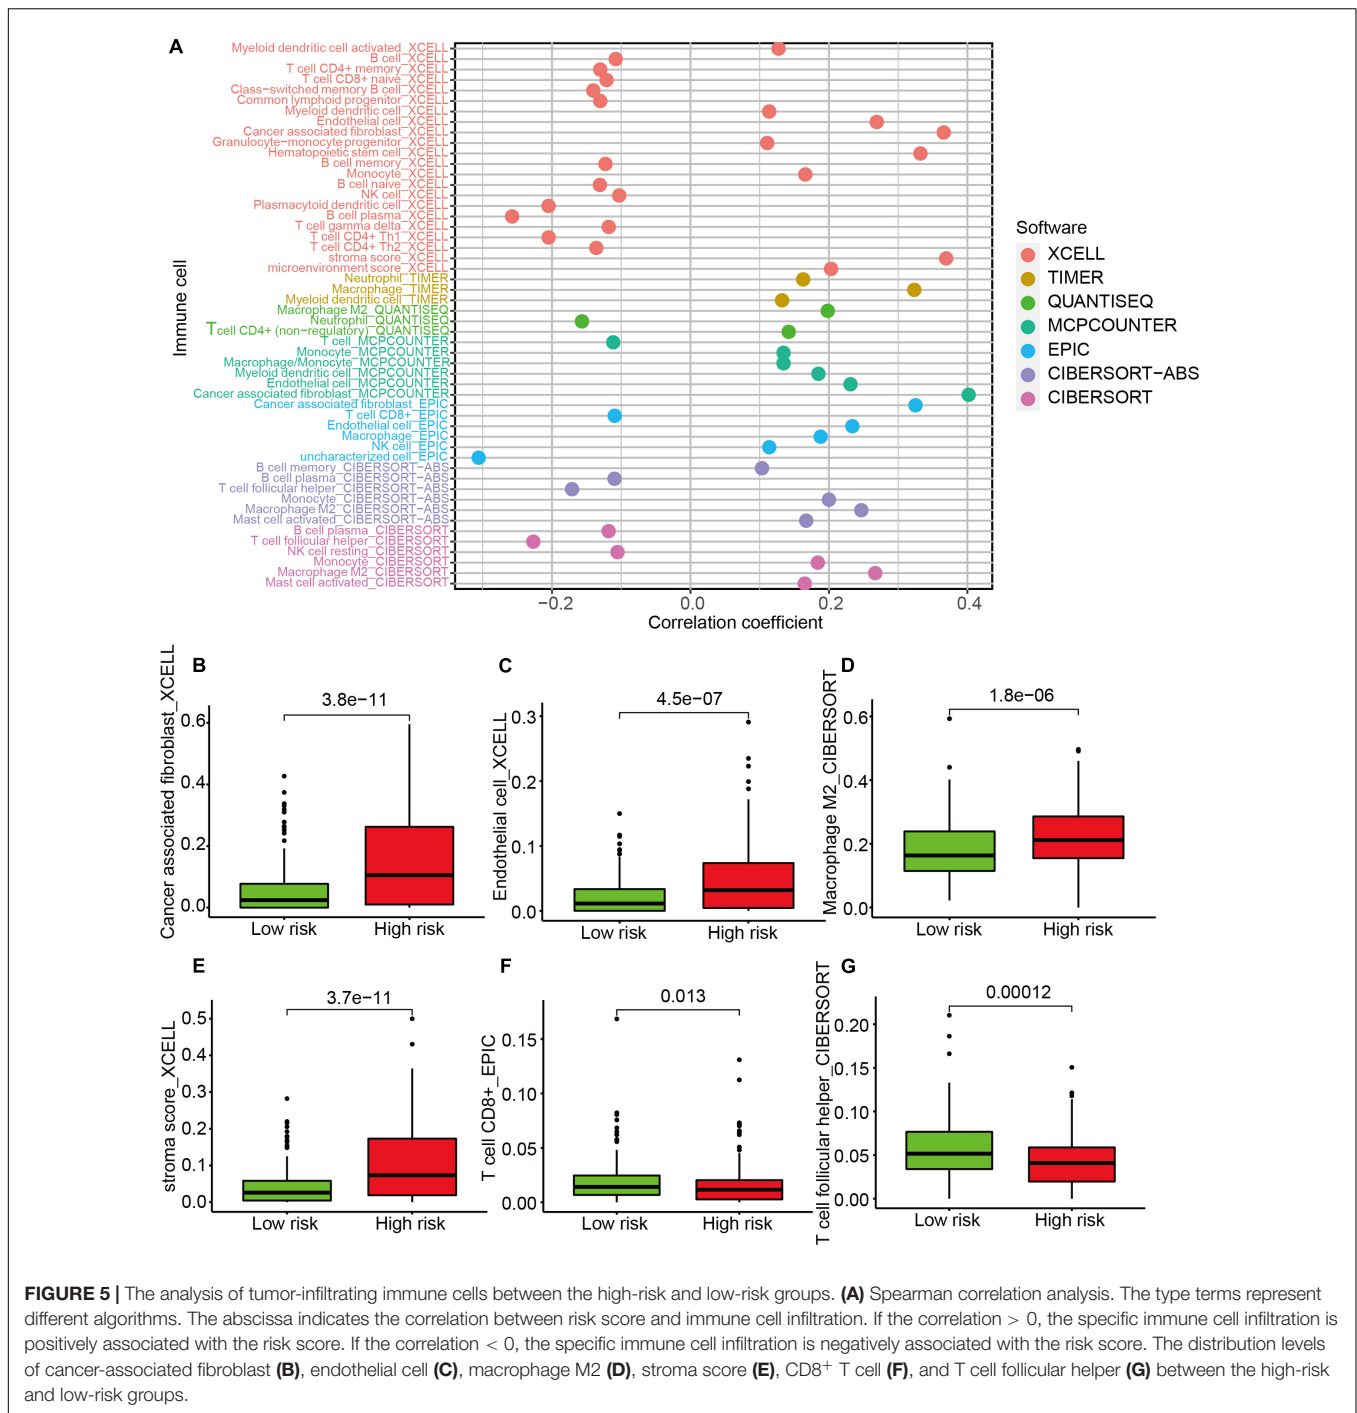 A
Myeloid dendritic cell activated_XCELL
B cell_XCELL
T cell CD4+ memory_XCELL
T cell CD8+ naive_XCELL
Class−switched memory B cell_XCELL
Common lymphoid progenitor_XCELL
Myeloid dendritic cell_XCELL
Endothelial cell_XCELL
Cancer associated fibroblast_XCELL
Granulocyte−monocyte progenitor_XCELL
Hematopoietic stem cell_XCELL
B cell memory_XCELL
Monocyte_XCELL
B cell naive_XCELL
NK cell_XCELL
Plasmacytoid dendritic cell_XCELL
B cell plasma_XCELL
T cell gamma delta_XCELL
T cell CD4+ Th1_XCELL
T cell CD4+ Th2_XCELL
stroma score_XCELL
microenvironment score_XCELL
Neutrophil_TIMER
Macrophage_TIMER
Myeloid dendritic cell_TIMER
Macrophage M2_QUANTISEQ
Neutrophil_QUANTISEQ
Tcell CD4+ (non-regulatory)_QUANTISEQ
T cell_MCPCOUNTER
Monocyte_MCPCOUNTER
Macrophage/Monocyte_MCPCOUNTER
Myeloid dendritic cell_MCPCOUNTER
Endothelial cell_MCPCOUNTER
Cancer associated fibroblast_MCPCOUNTER
Cancer associated fibroblast_EPIC
T cell CD8+_EPIC
Endothelial cell_EPIC
Macrophage_EPIC
NK cell_EPIC
uncharacterized cell_EPIC
B cell memory_CIBERSORT−ABS
B cell plasma_CIBERSORT−ABS
T cell follicular helper_CIBERSORT−ABS
Monocyte_CIBERSORT−ABS
Macrophage M2_CIBERSORT−ABS
Mast cell activated_CIBERSORT−ABS
B cell plasma_CIBERSORT
T cell follicular helper_CIBERSORT
NK cell resting_CIBERSORT
Monocyte_CIBERSORT
Macrophage M2_CIBERSORT
Mast cell activated_CIBERSORT
Immune cell
−0.2 0.0 0.2 0.4
Correlation coefficient
Software
XCELL
TIMER
QUANTISEQ
MCPCOUNTER
EPIC
CIBERSORT−ABS
CIBERSORT
B
Cancer associated fibroblast_XCELL
3.8e−11
0.6
0.4
0.2
0.0
Low risk High risk
C
Endothelial cell_XCELL
4.5e−07
0.3
0.2
0.1
0.0
Low risk High risk
D
Macrophage M2_CIBERSORT
1.8e−06
0.6
0.4
0.2
0.0
Low risk High risk
E
stroma score_XCELL
3.7e−11
0.5
0.4
0.3
0.2
0.1
0.0
Low risk High risk
F
T cell CD8+_EPIC
0.013
0.15
0.10
0.05
0.00
Low risk High risk
G
T cell follicular helper_CIBERSORT
0.00012
0.20
0.15
0.10
0.05
0.00
Low risk High risk
FIGURE 5 | The analysis of tumor-infiltrating immune cells between the high-risk and low-risk groups. (A) Spearman correlation analysis. The type terms represent
different algorithms. The abscissa indicates the correlation between risk score and immune cell infiltration. If the correlation > 0, the specific immune cell infiltration is
positively associated with the risk score. If the correlation < 0, the specific immune cell infiltration is negatively associated with the risk score. The distribution levels
of cancer-associated fibroblast (B), endothelial cell (C), macrophage M2 (D), stroma score (E), CD8+ T cell (F), and T cell follicular helper (G) between the high-risk
and low-risk groups.